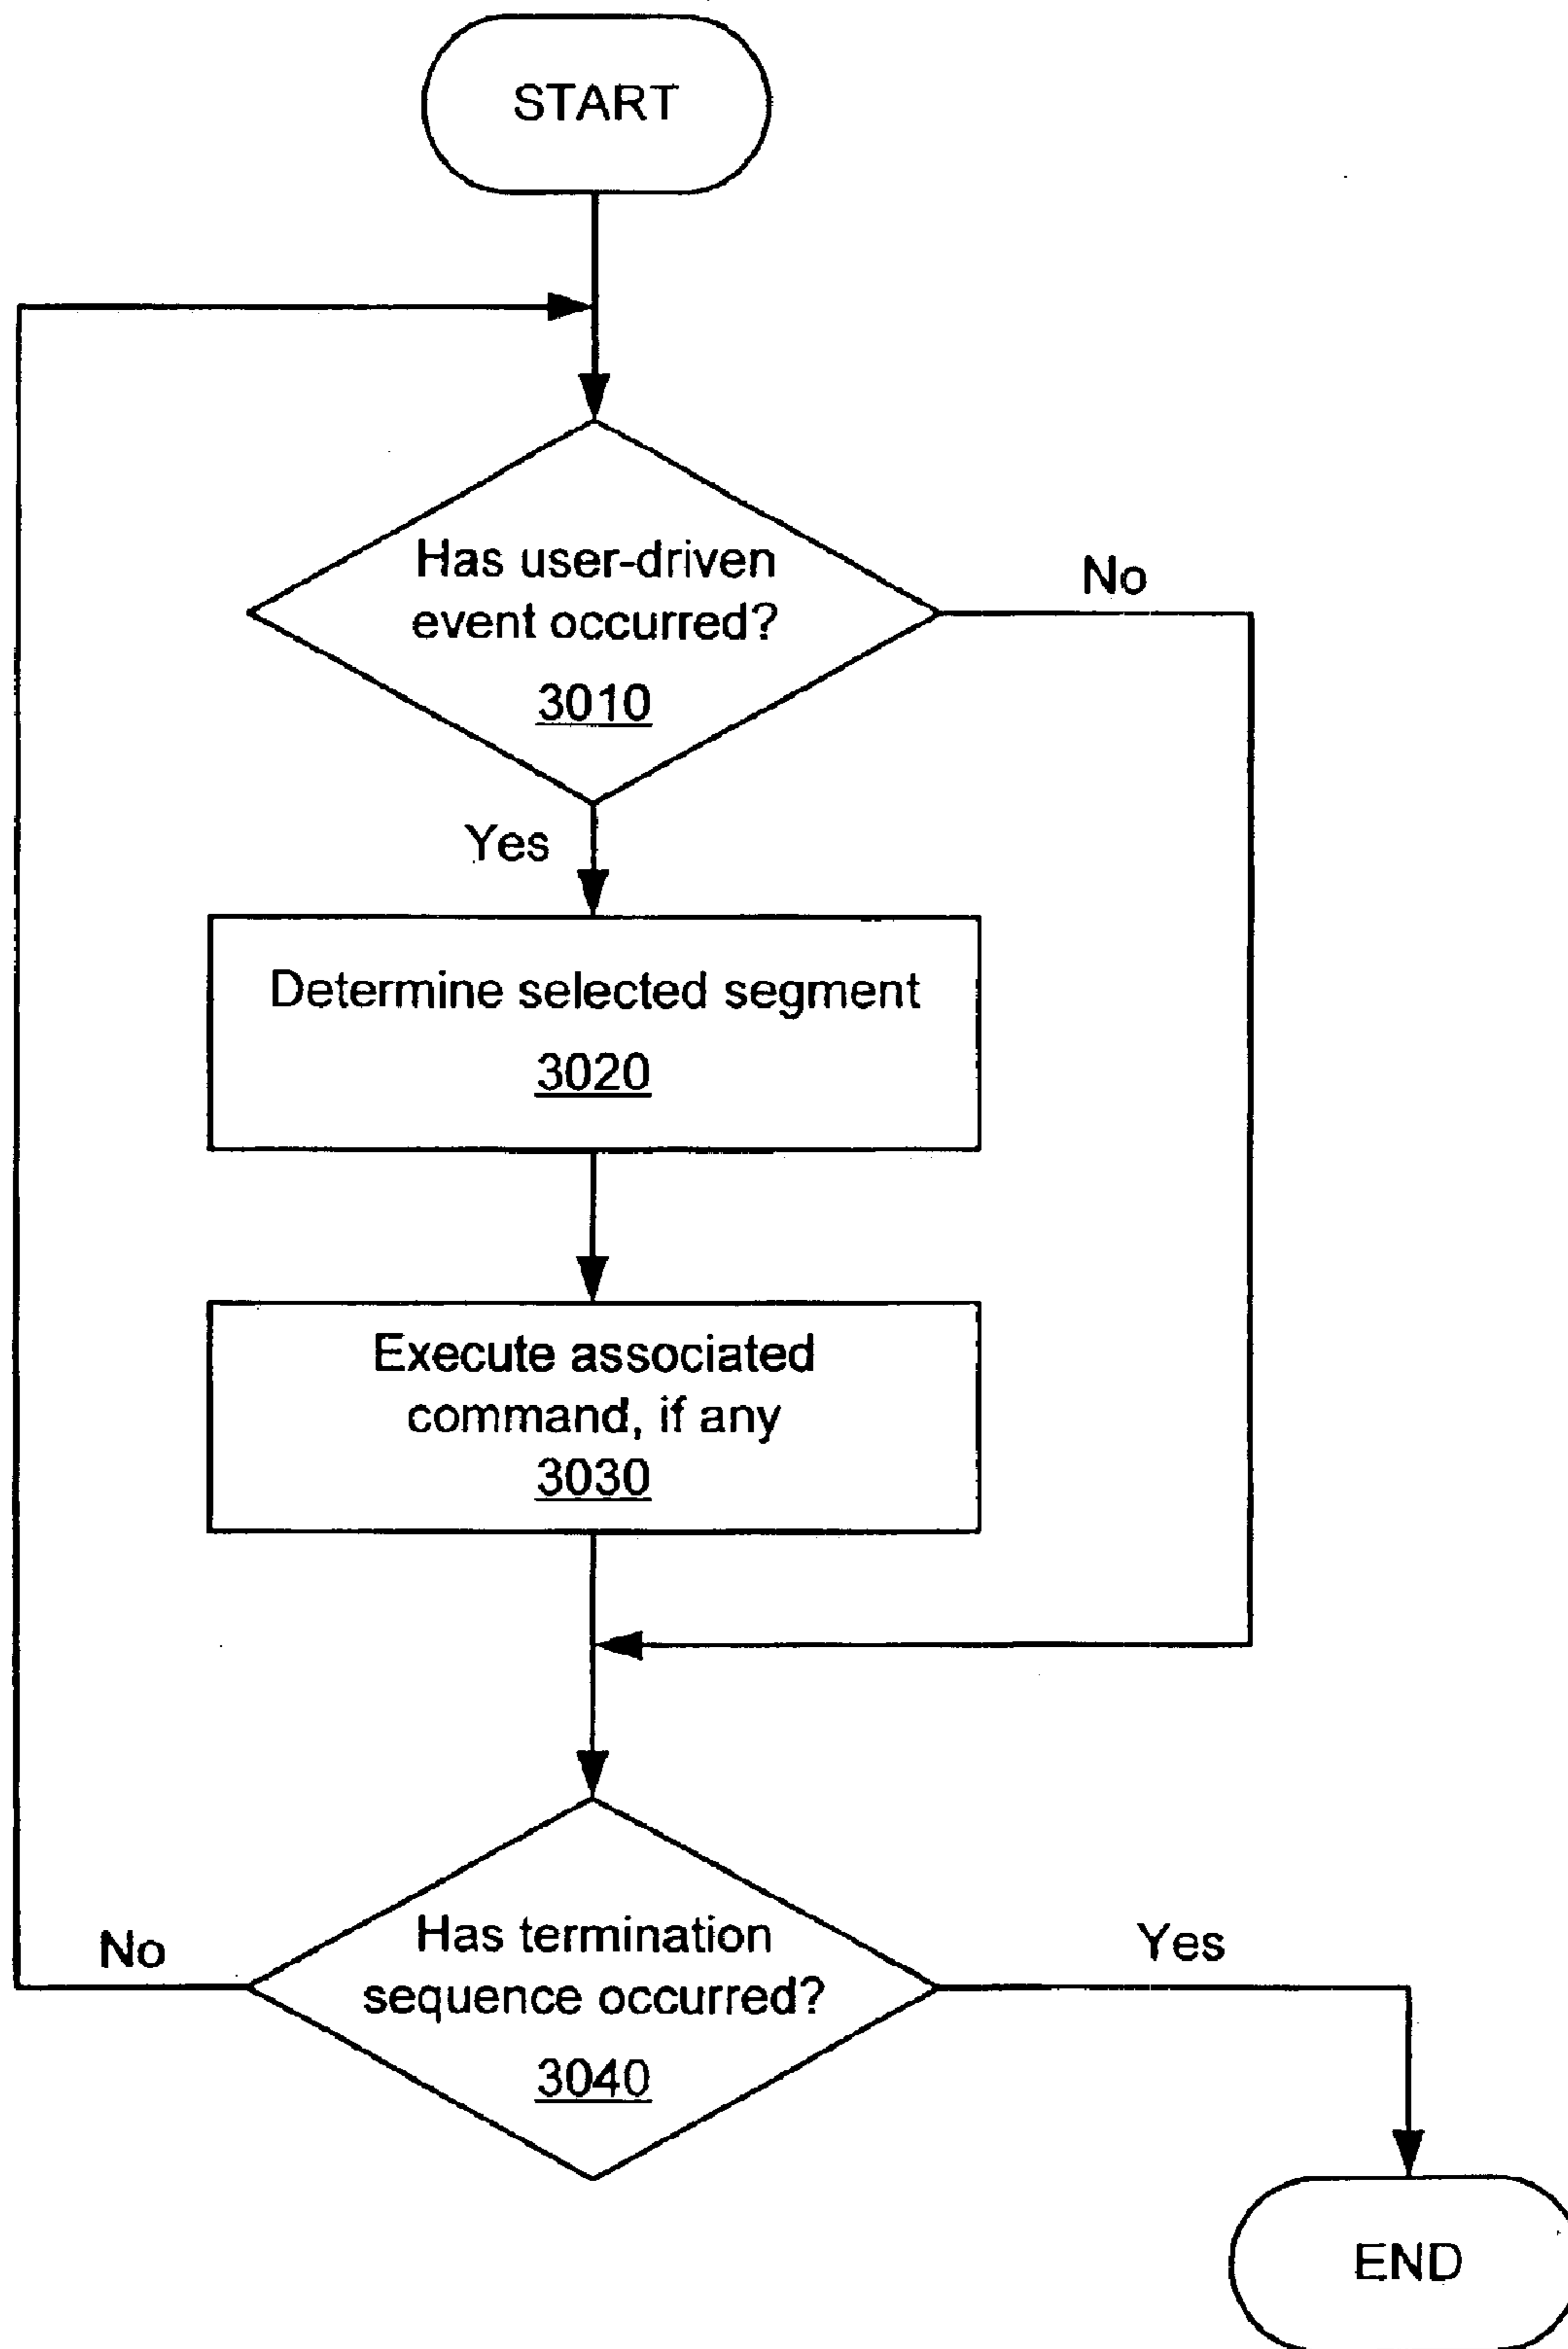 START
Has user-driven
event occurred?
3010
No
Yes
Determine selected segment
3020
Execute associated
command, if any
3030
Has termination
sequence occurred?
3040
No
Yes
END